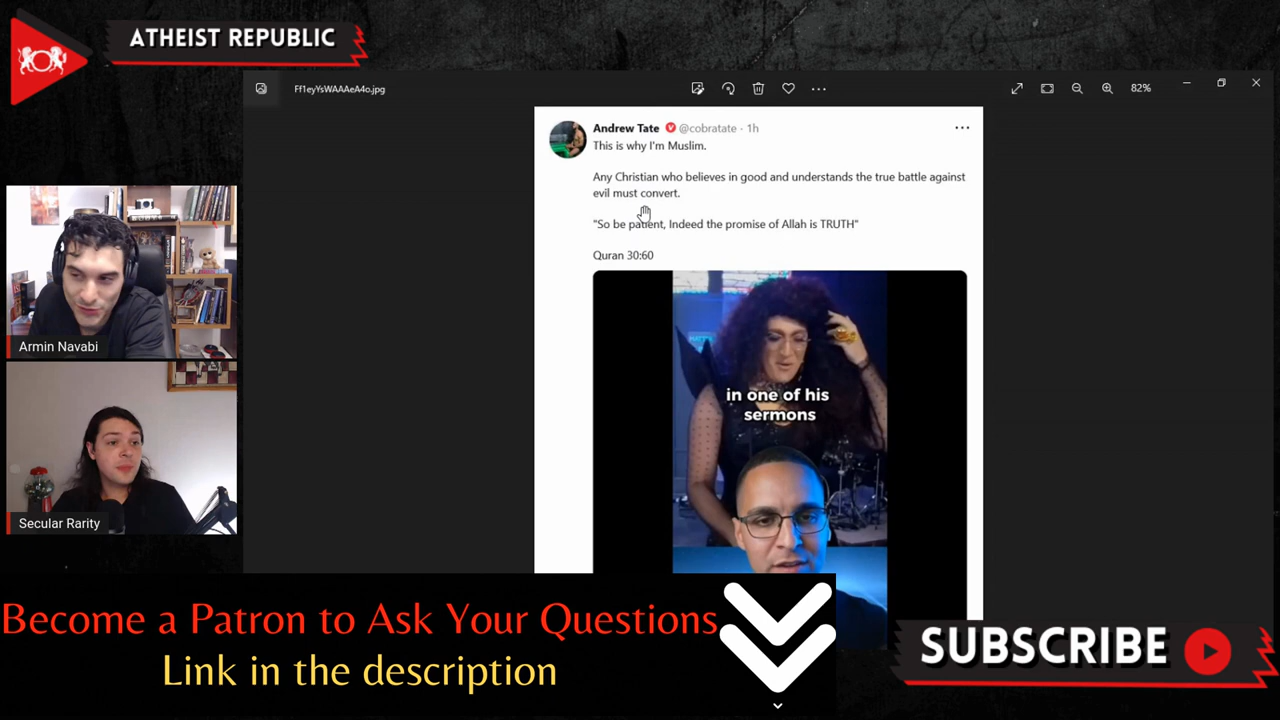 ATHEIST REPUBLIC
Ff1eyYsWAAAeA4o.jpg
82%
Andrew Tate @cobratate · 1h
This is why I'm Muslim.
Any Christian who believes in good and understands the true battle against
evil must convert.
"So be patient, Indeed the promise of Allah is TRUTH"
Quran 30:60
in one of his
sermons
Armin Navabi
Secular Rarity
Become a Patron to Ask Your Questions
Link in the description
SUBSCRIBE